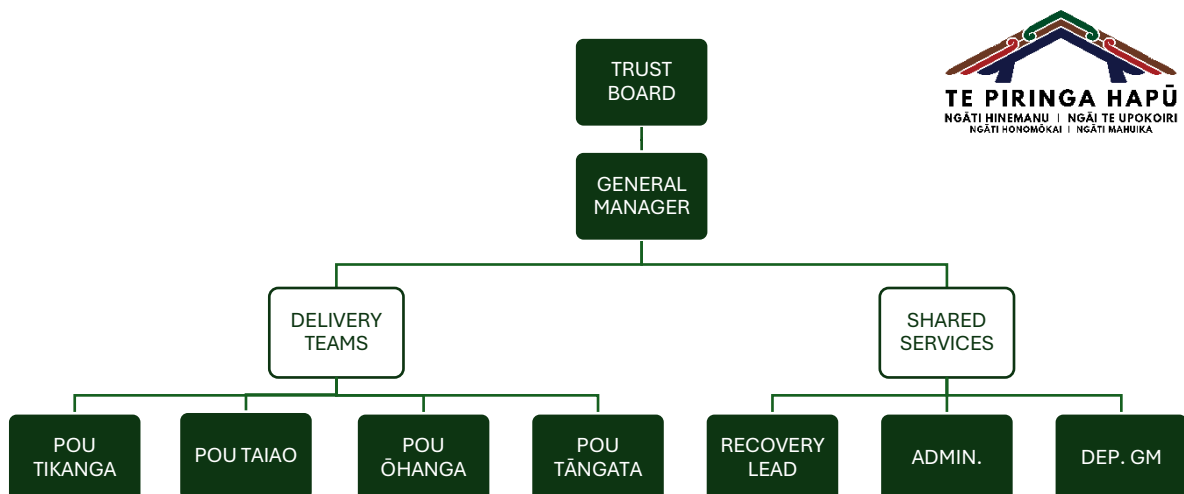 TRUST
BOARD
TE PIRINGA HAPŪ
NGĀTI HINEMANU | NGĀI TE UPOKOIRI
NGĀTI HONOMŌKAI | NGĀTI MAHUIKA
GENERAL
MANAGER
DELIVERY
TEAMS
SHARED
SERVICES
POU
TIKANGA
POU TAIAO
POU
ŌHANGA
POU
TĀNGATA
RECOVERY
LEAD
ADMIN.
DEP. GM